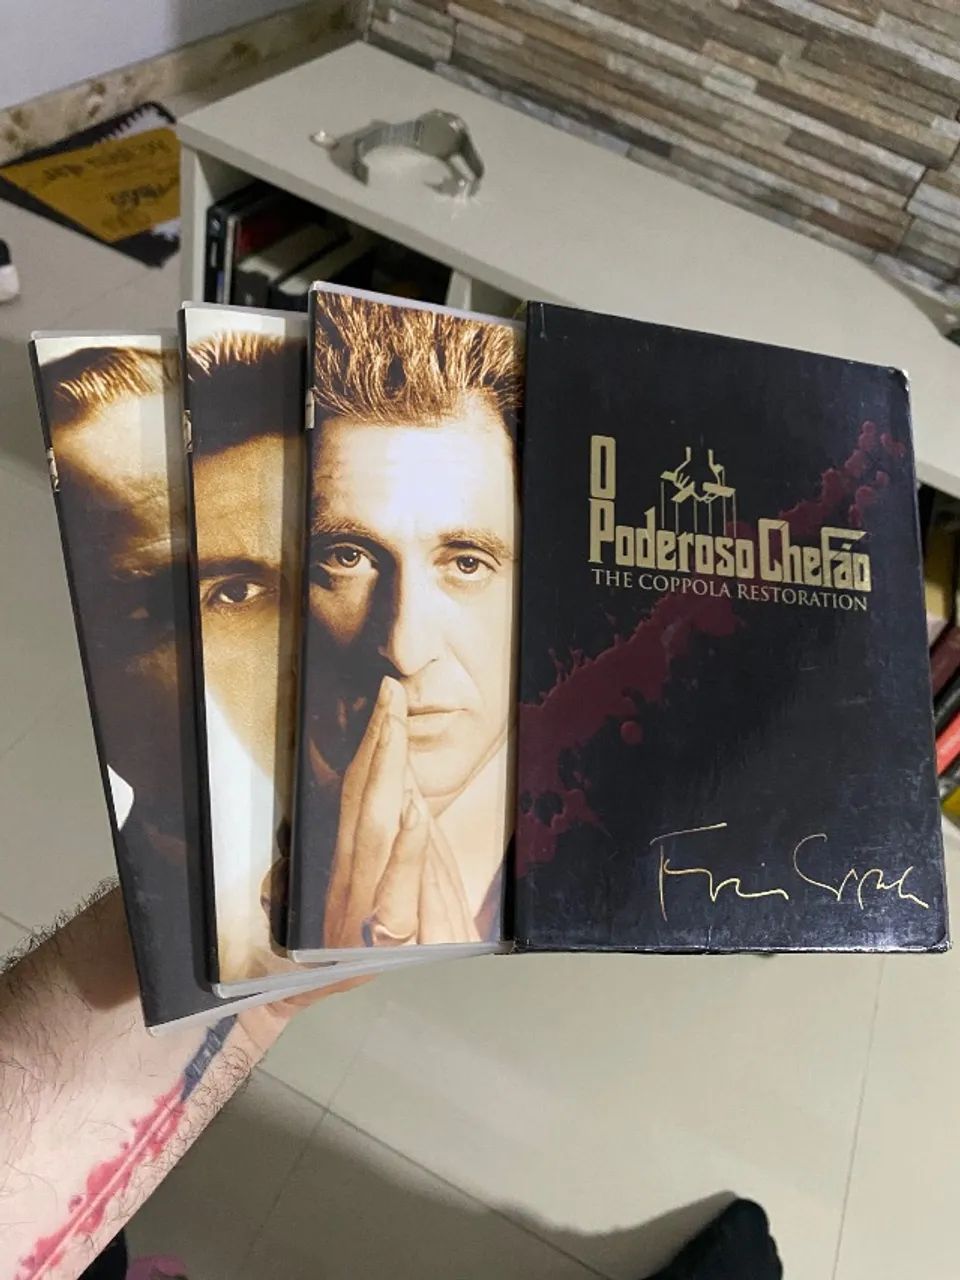 O
Poderoso Chefão
THE COPPOLA RESTORATION